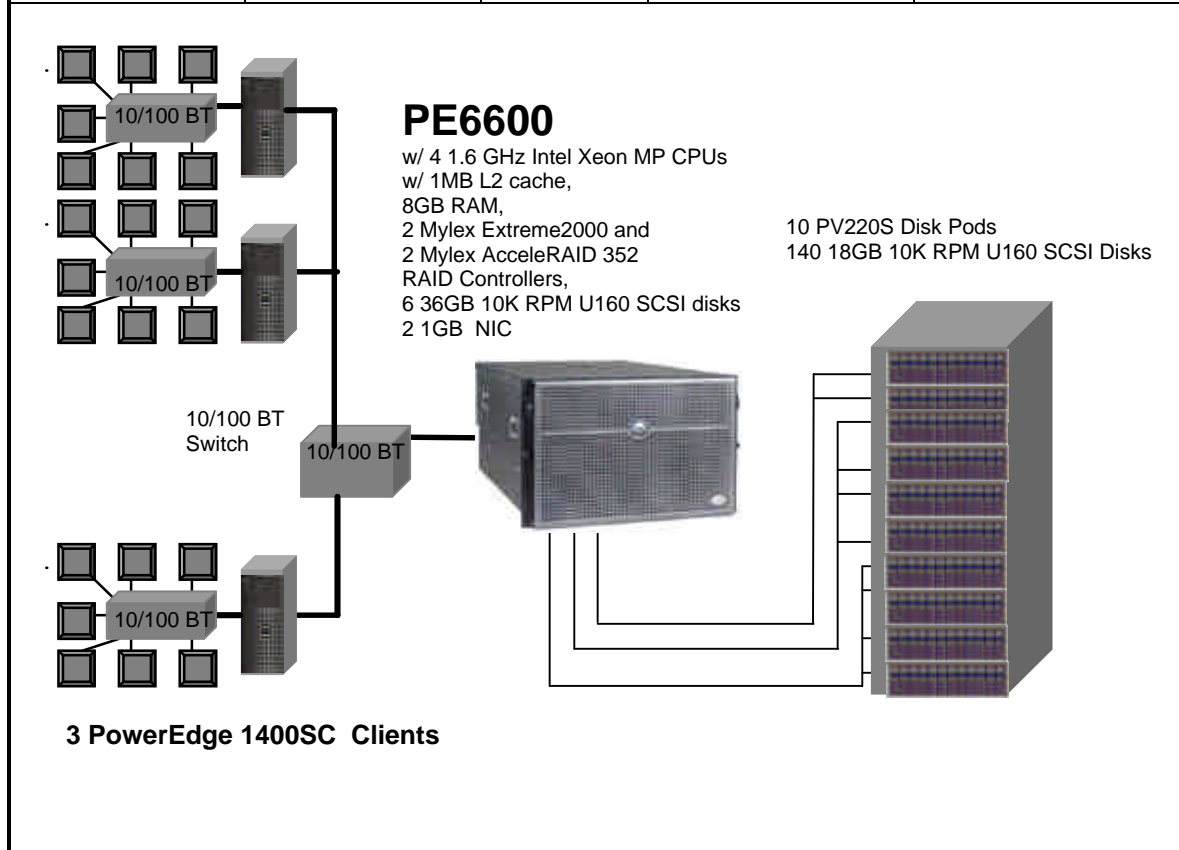 10/100 BT
PE6600
w/ 4 1.6 GHz Intel Xeon MP CPUs
w/ 1MB L2 cache,
8GB RAM,
2 Mylex Extreme2000 and
2 Mylex AcceleRAID 352
RAID Controllers,
6 36GB 10K RPM U160 SCSI disks
2 1GB NIC
10 PV220S Disk Pods
140 18GB 10K RPM U160 SCSI Disks
10/100 BT
10/100 BT
Switch
10/100 BT
10/100 BT
3 PowerEdge 1400SC Clients